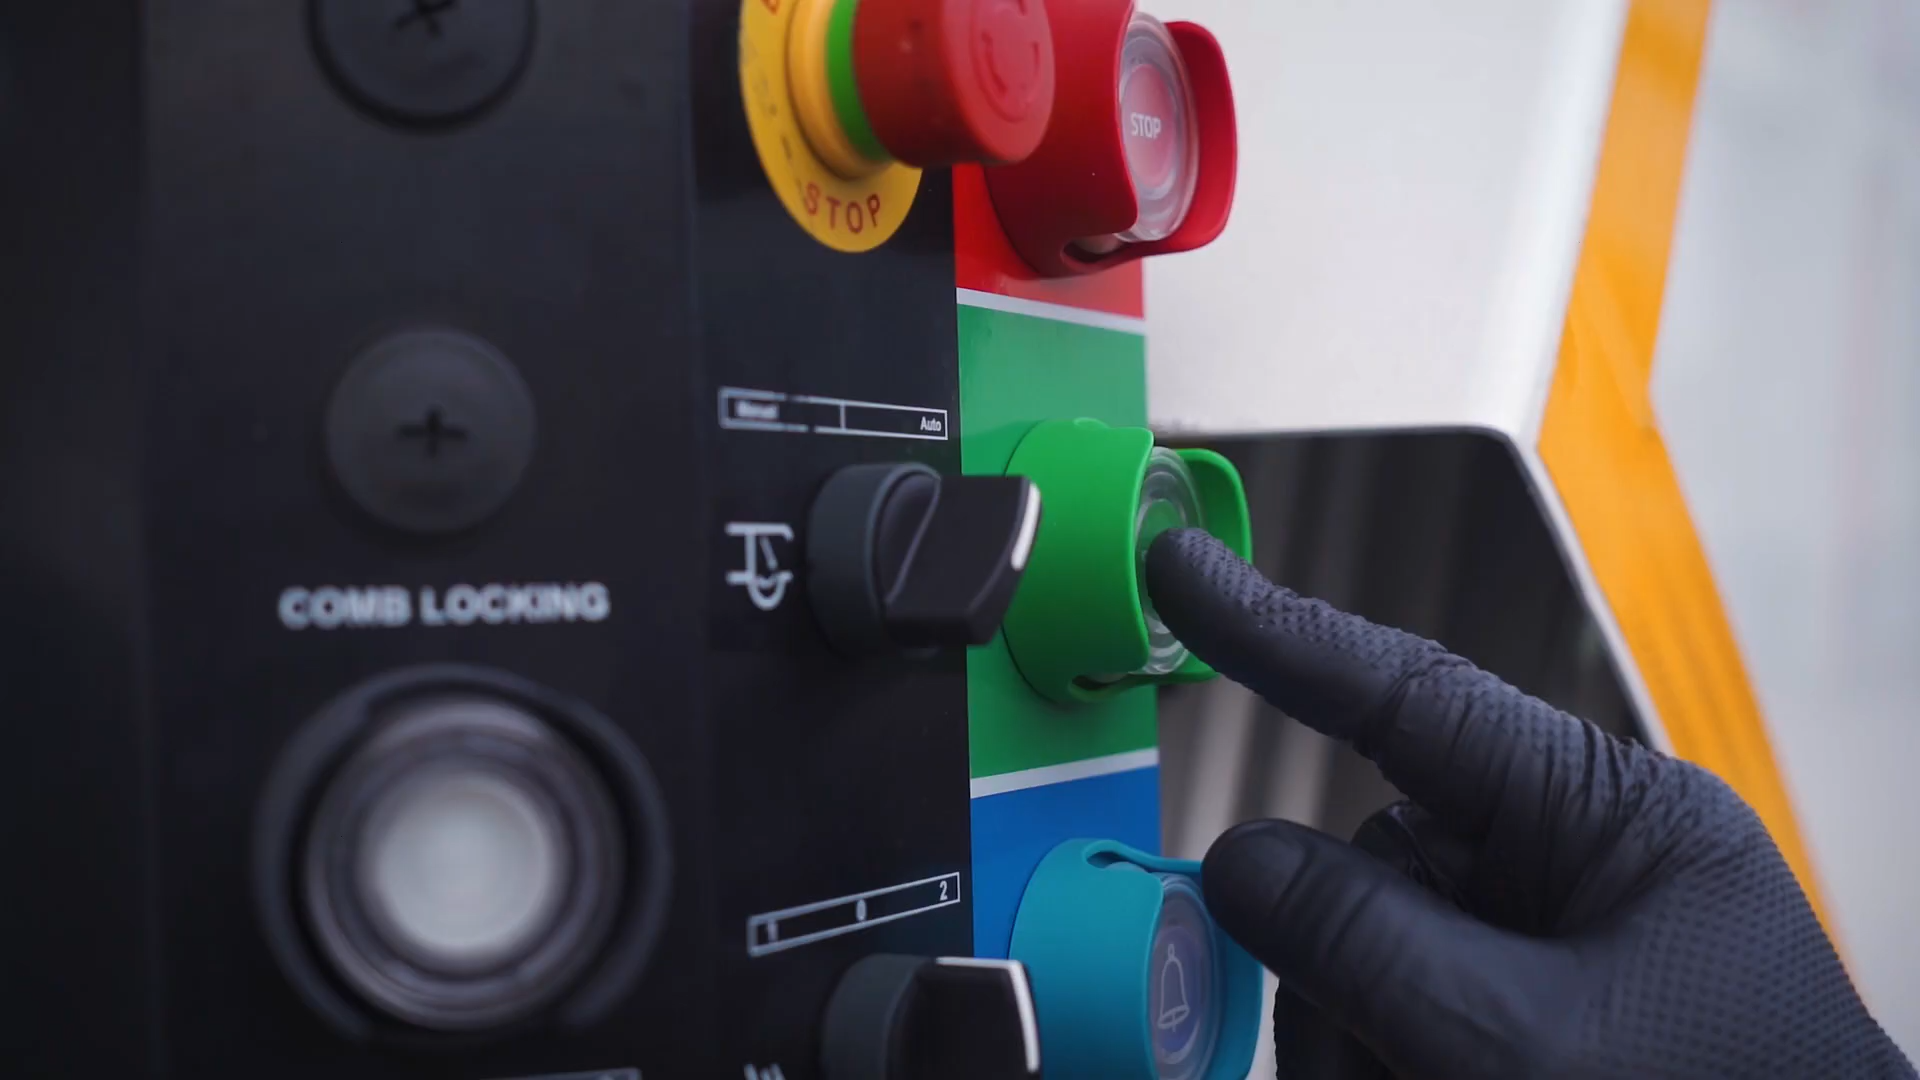 STOP
STOP
Manual Auto
COMB LOCKING
1 0 2